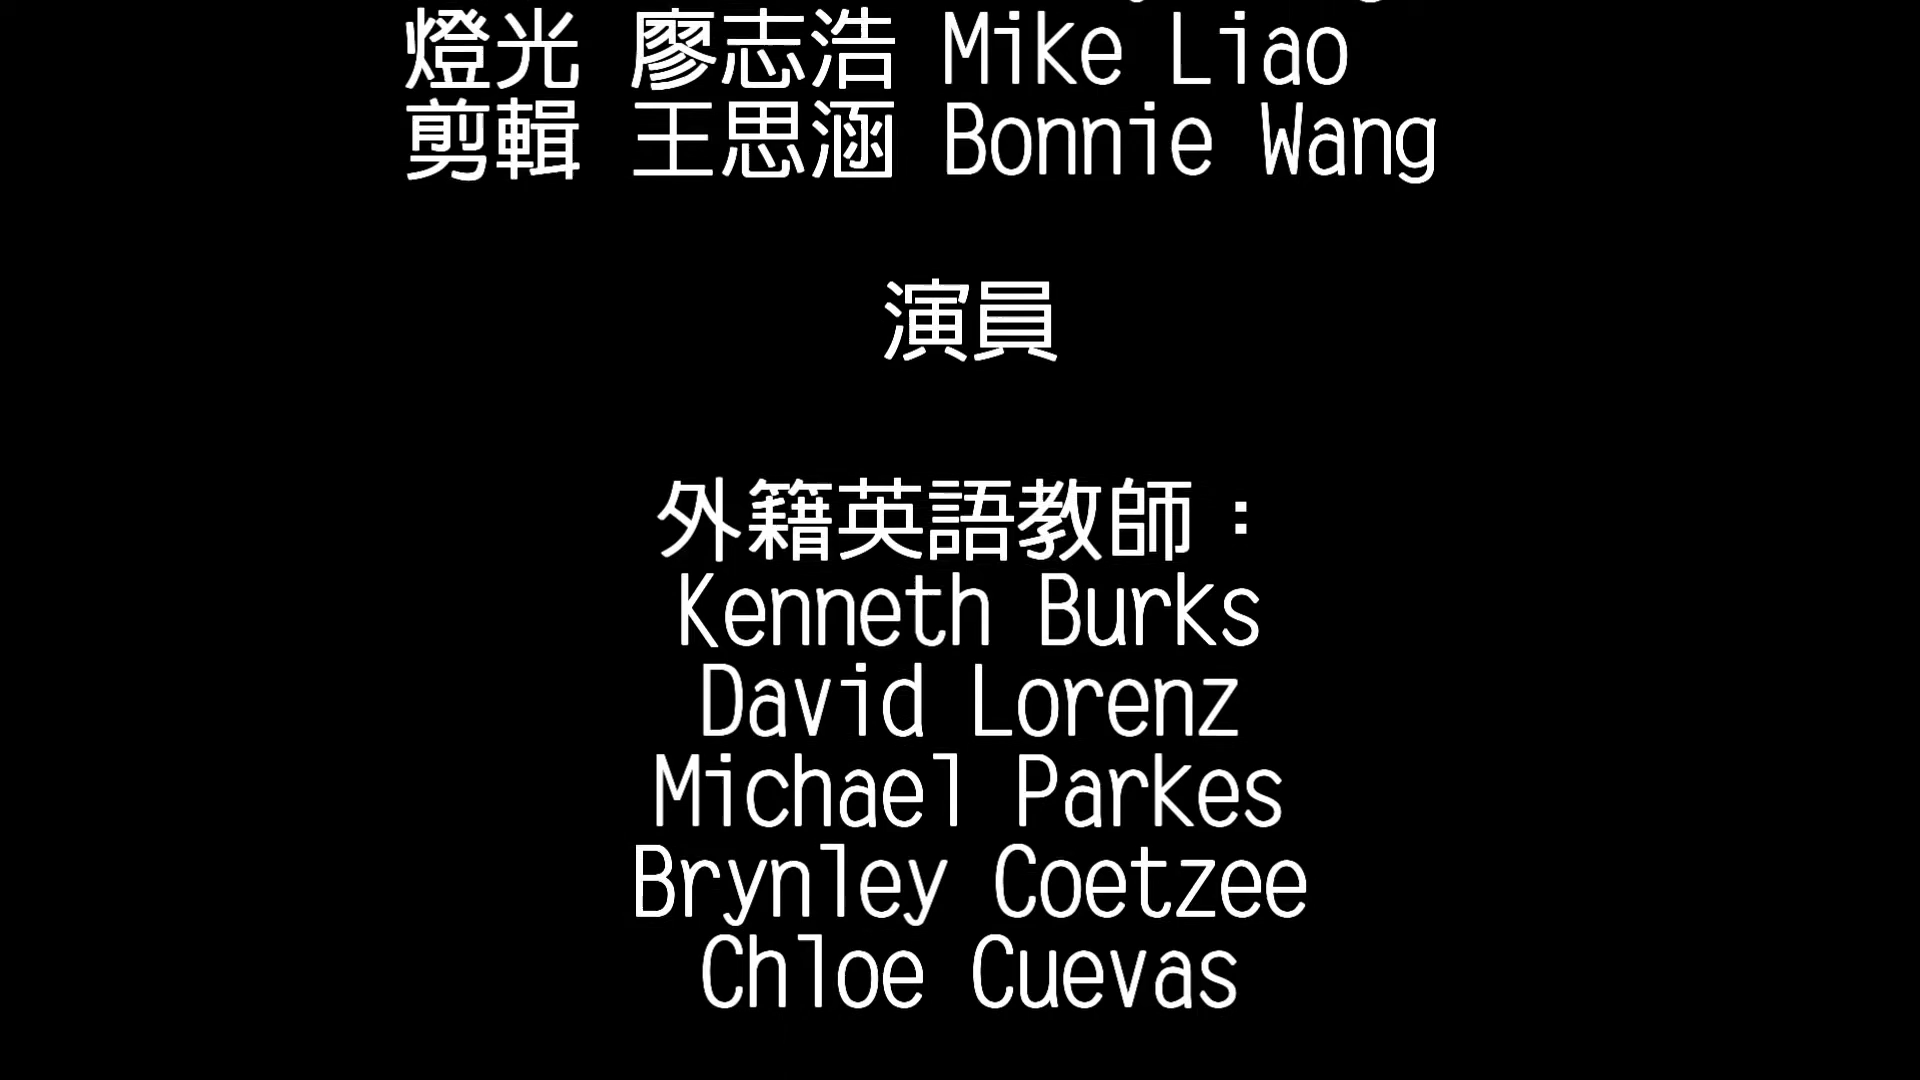 燈光 廖志浩 Mike Liao
剪輯 王思涵 Bonnie Wang
演員
外籍英語教師：
Kenneth Burks
David Lorenz
Michael Parkes
Brynley Coetzee
Chloe Cuevas